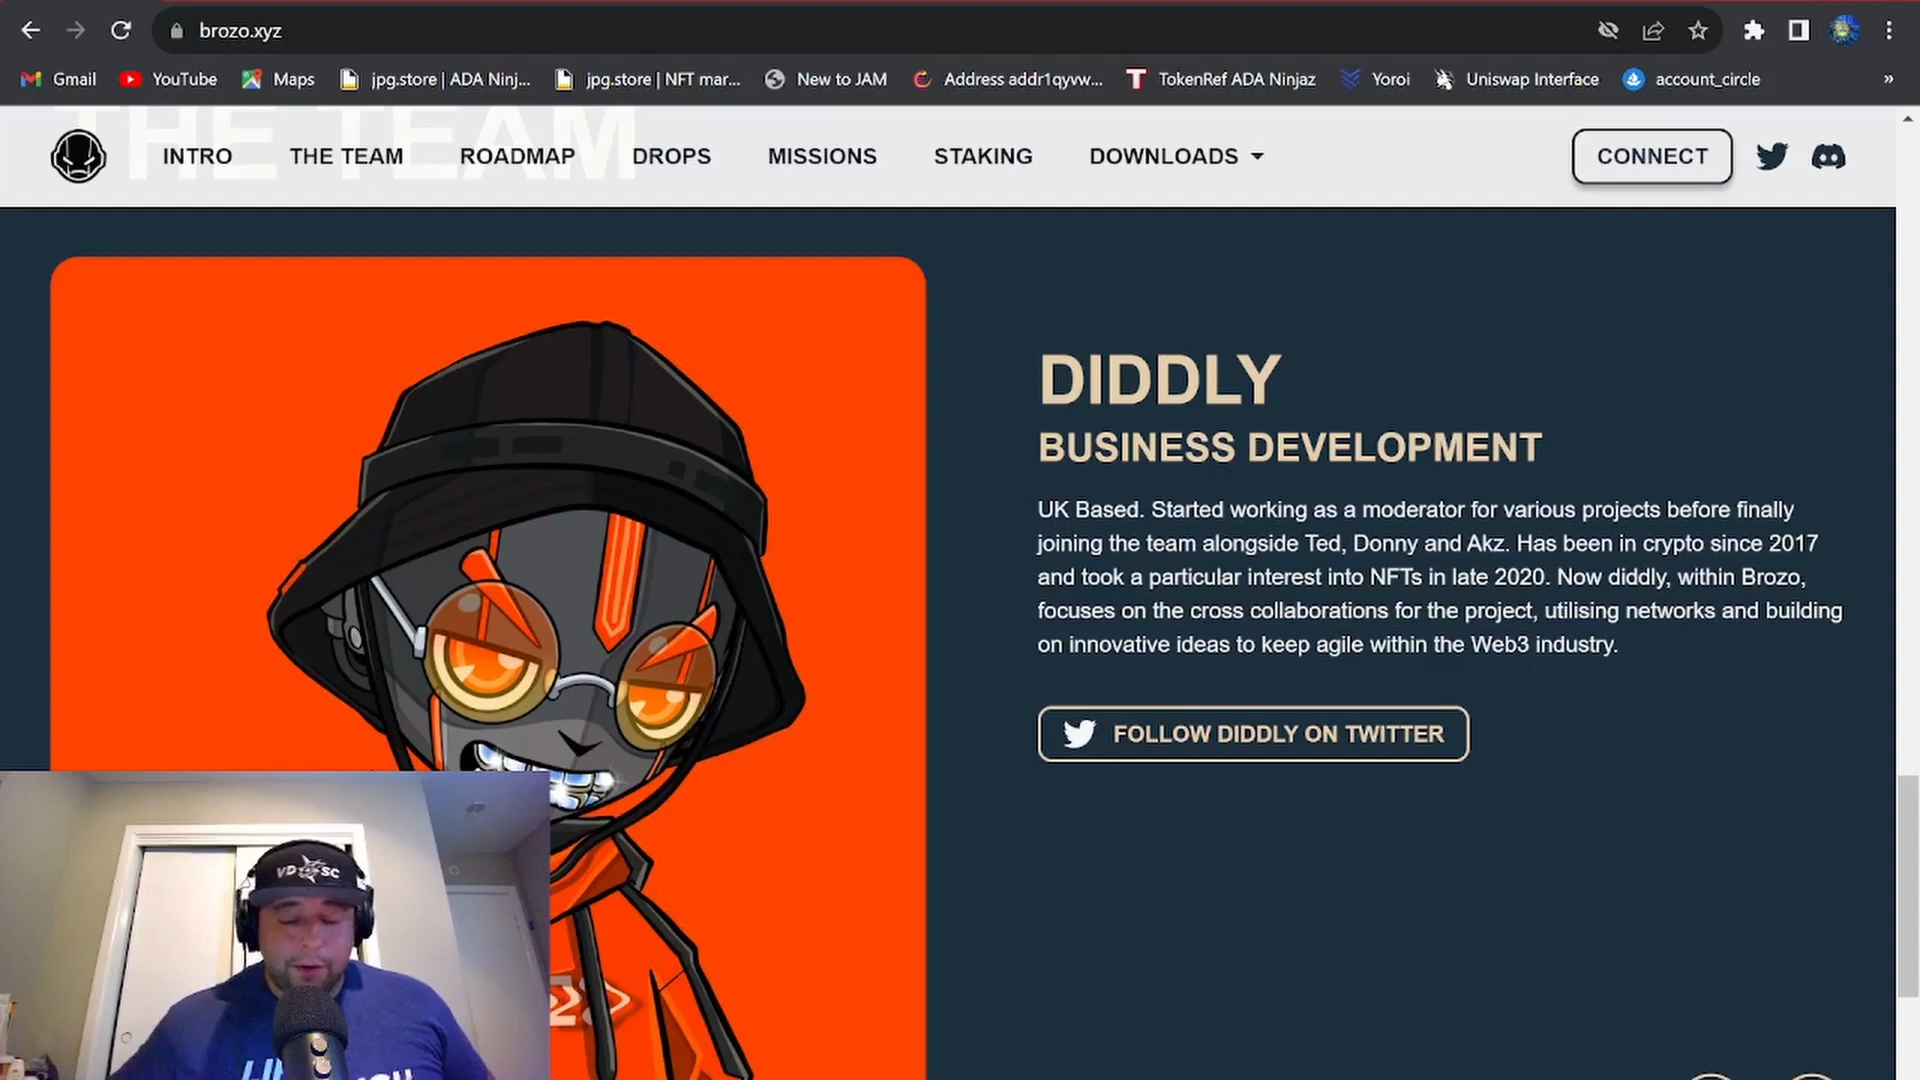 brozo.xyz
Gmail YouTube Maps jpg.store | ADA Ninj... jpg.store | NFT mar... New to JAM Address addr1qyvw... TokenRef ADA Ninjaz Yoroi Uniswap Interface account_circle »
THE TEAM
INTRO THE TEAM ROADMAP DROPS MISSIONS STAKING DOWNLOADS CONNECT
DIDDLY
BUSINESS DEVELOPMENT
UK Based. Started working as a moderator for various projects before finally
joining the team alongside Ted, Donny and Akz. Has been in crypto since 2017
and took a particular interest into NFTs in late 2020. Now diddly, within Brozo,
focuses on the cross collaborations for the project, utilising networks and building
on innovative ideas to keep agile within the Web3 industry.
FOLLOW DIDDLY ON TWITTER